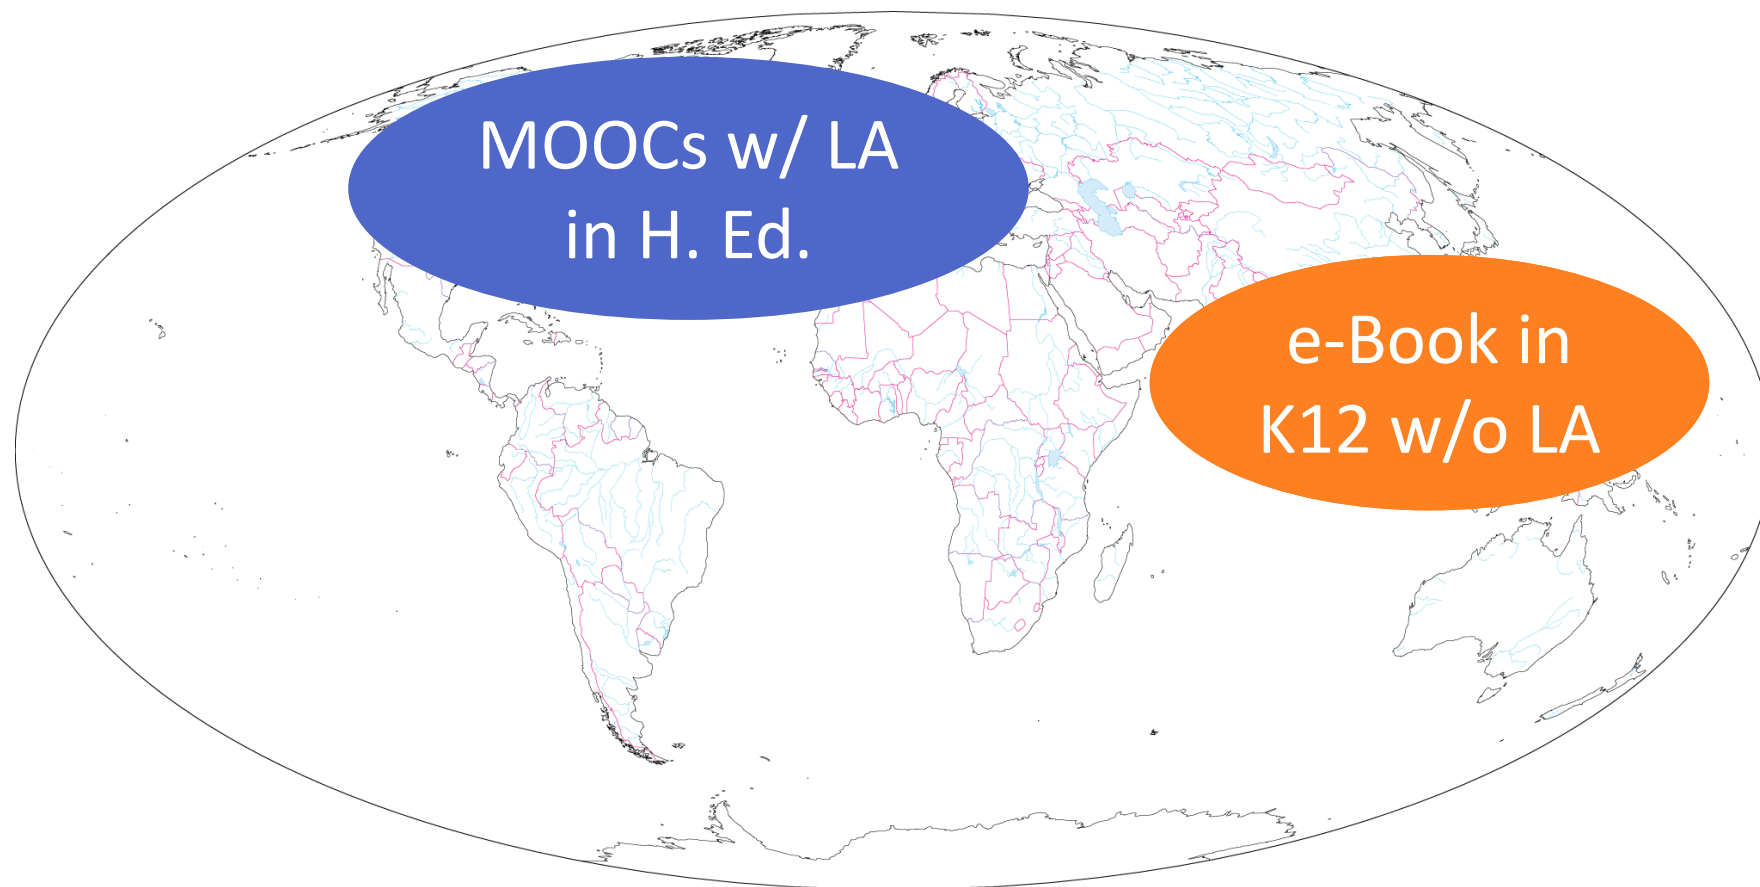 MOOCs w/ LA
in H. Ed.
e-Book in
K12 w/o LA